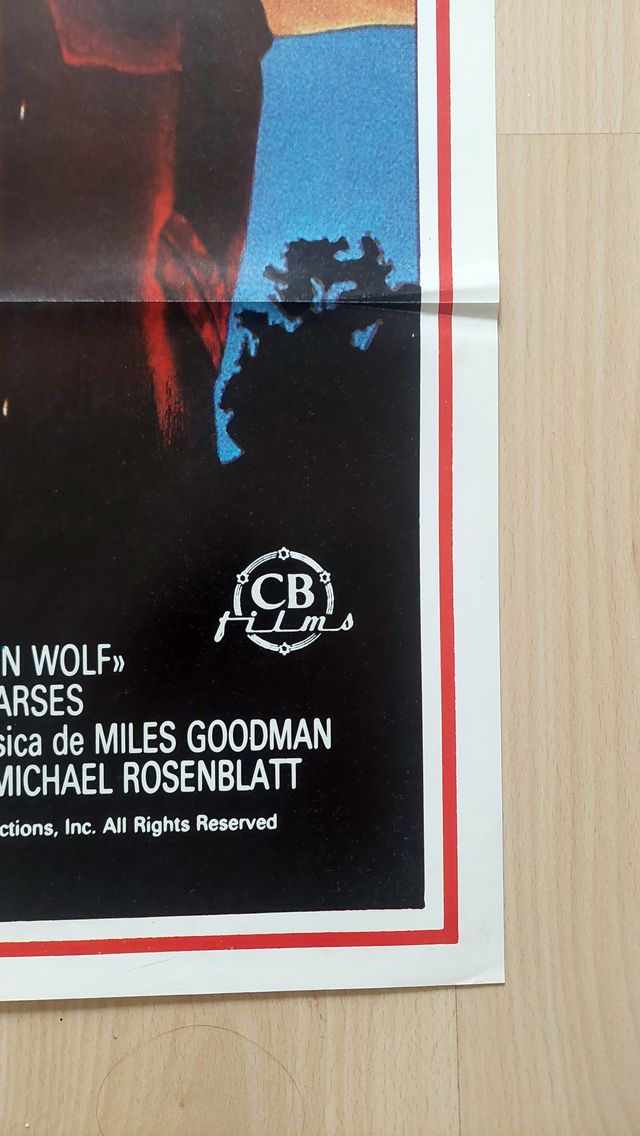 CB
films
N WOLF»
ARSES
sica de MILES GOODMAN
MICHAEL ROSENBLATT
ctions, Inc. All Rights Reserved